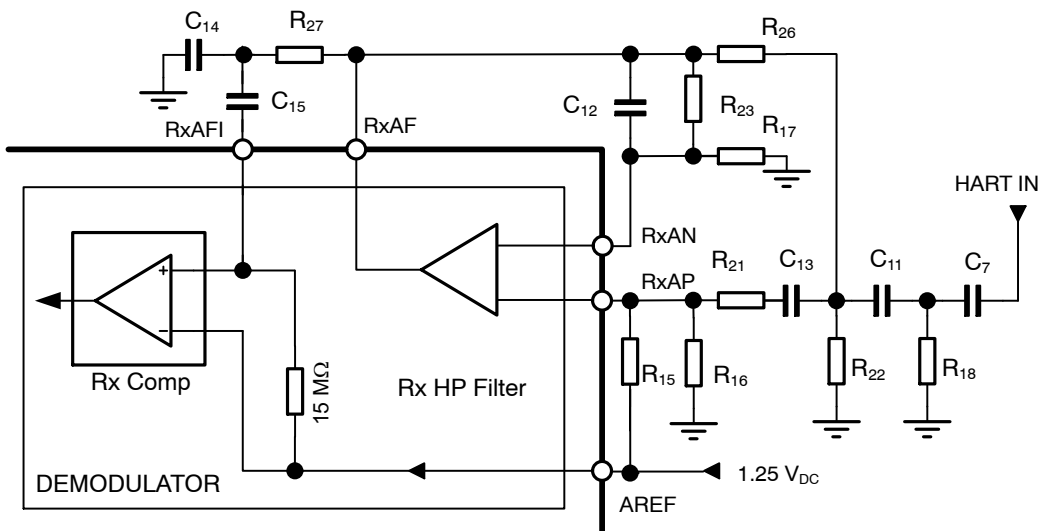 C14
R27
R26
C15
C12
R23
R17
RxAFI
RxAF
HART IN
RxAN
RxAP
R21
C13
C11
C7
+
−
Rx Comp
15 MΩ
Rx HP Filter
R15
R16
R22
R18
DEMODULATOR
1.25 VDC
AREF